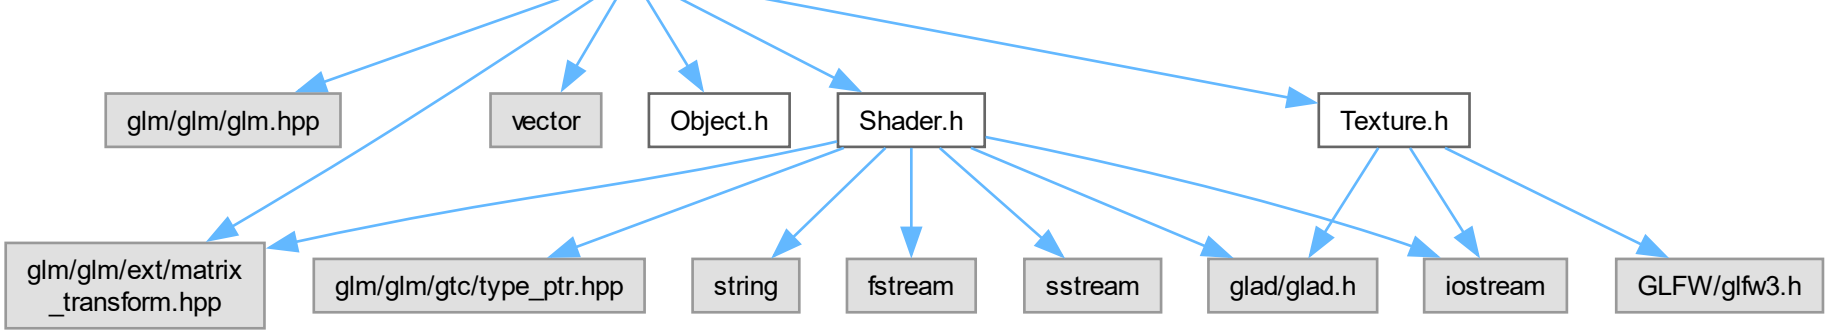 glm/glm/glm.hpp
vector
Object.h
Shader.h
Texture.h
glm/glm/ext/matrix
_transform.hpp
glm/glm/gtc/type_ptr.hpp
string
fstream
sstream
glad/glad.h
iostream
GLFW/glfw3.h